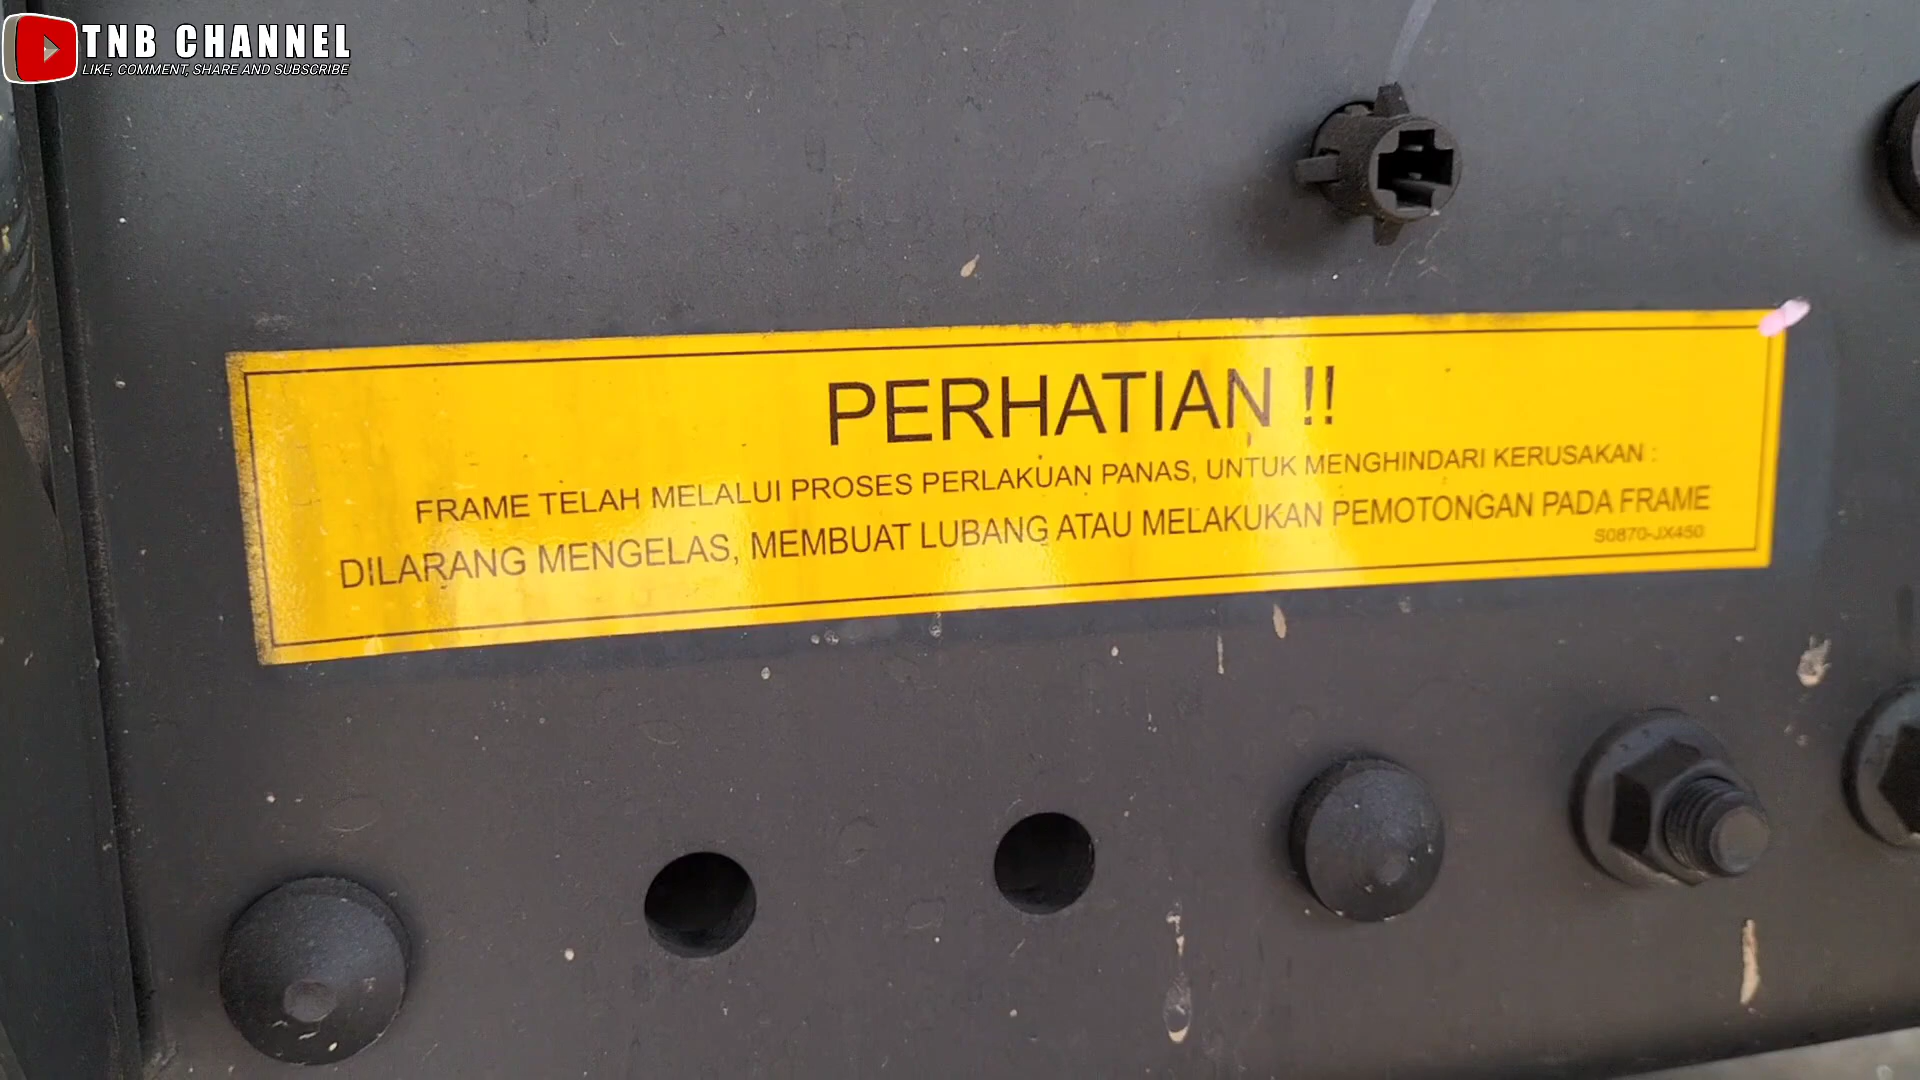 TNB CHANNEL
LIKE, COMMENT, SHARE AND SUBSCRIBE
PERHATIAN !!
FRAME TELAH MELALUI PROSES PERLAKUAN PANAS, UNTUK MENGHINDARI KERUSAKAN :
DILARANG MENGELAS, MEMBUAT LUBANG ATAU MELAKUKAN PEMOTONGAN PADA FRAME
S0870-JX450